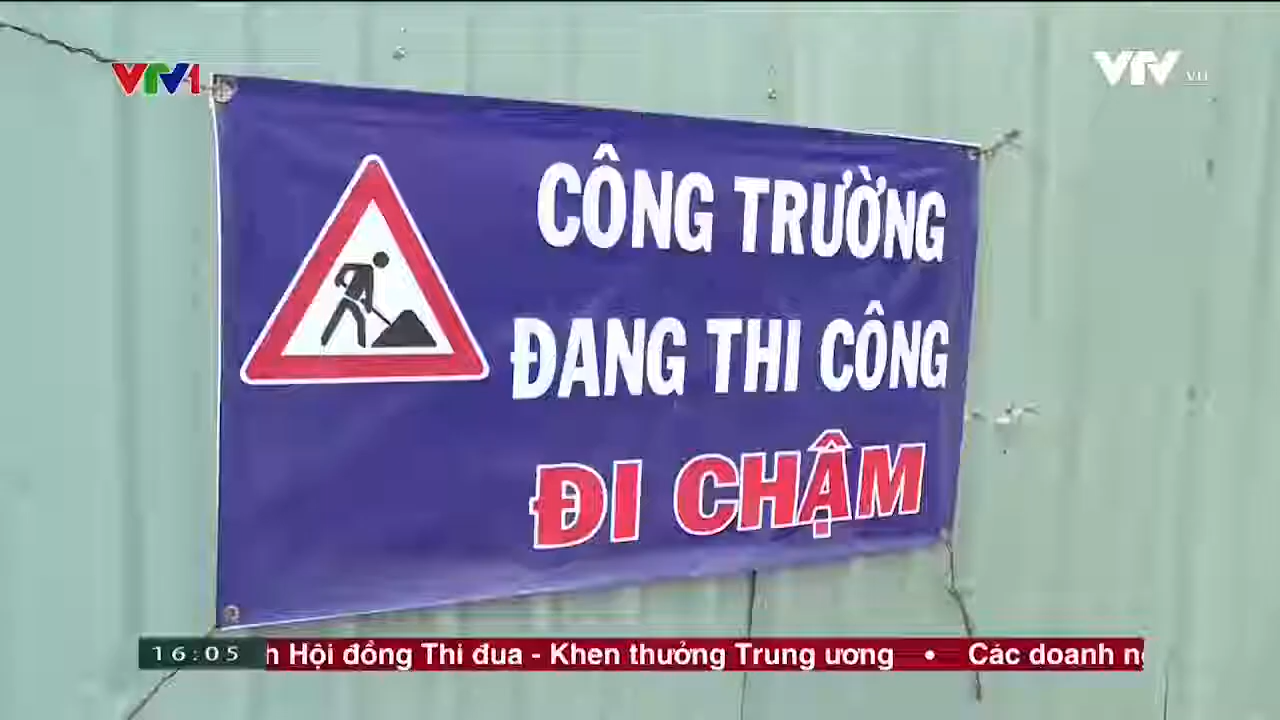 VTV1
VTV.VN
CÔNG TRƯỜNG
ĐANG THI CÔNG
ĐI CHẬM
16:05 Hội đồng Thi đua - Khen thưởng Trung ương • Các doanh